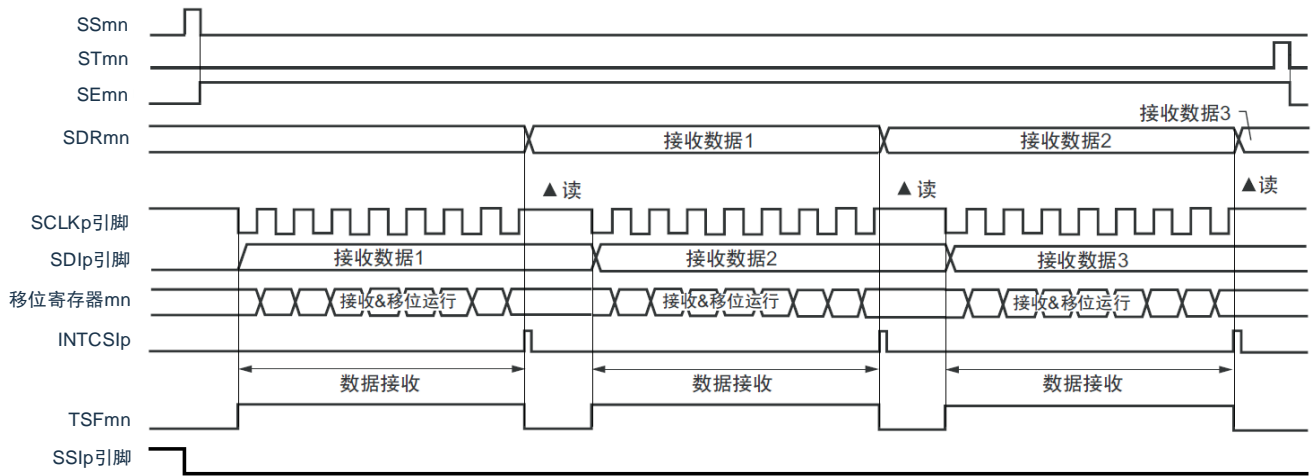 SSmn
STmn
SEmn
接收数据3
SDRmn 接收数据1 接收数据2
▲读 ▲读 ▲读
SCLKp引脚
SDIp引脚 接收数据1 接收数据2 接收数据3
移位寄存器mn 接收&移位运行 接收&移位运行 接收&移位运行
INTCSIp
数据接收 数据接收 数据接收
TSFmn
SSIp引脚